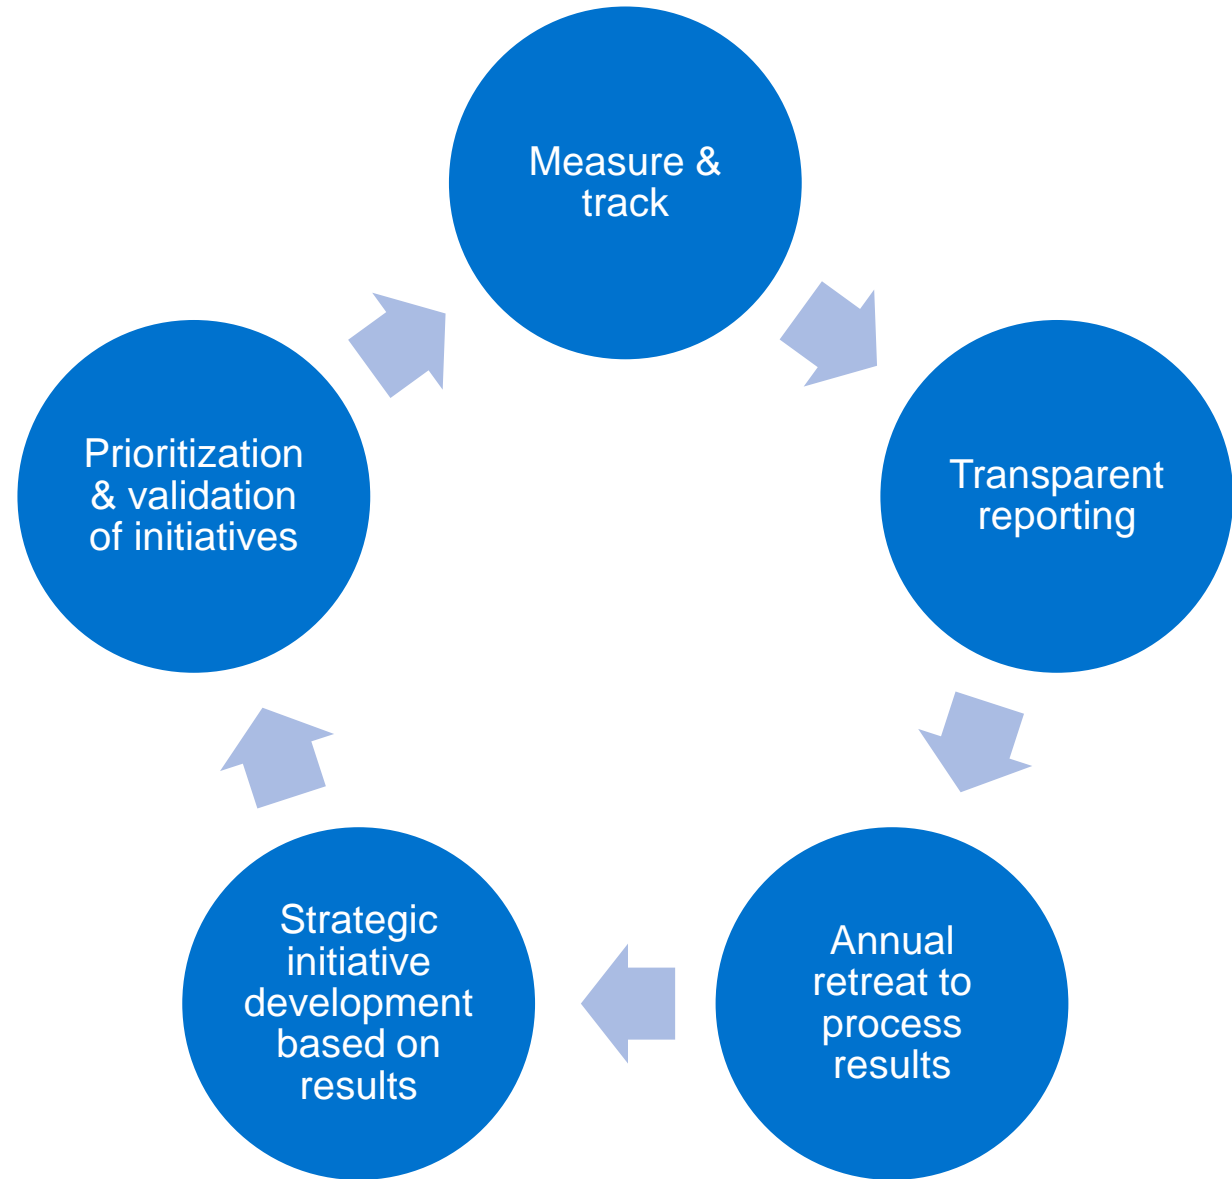 Measure &
track
Transparent
reporting
Annual
retreat to
process
results
Strategic
initiative
development
based on
results
Prioritization
& validation
of initiatives